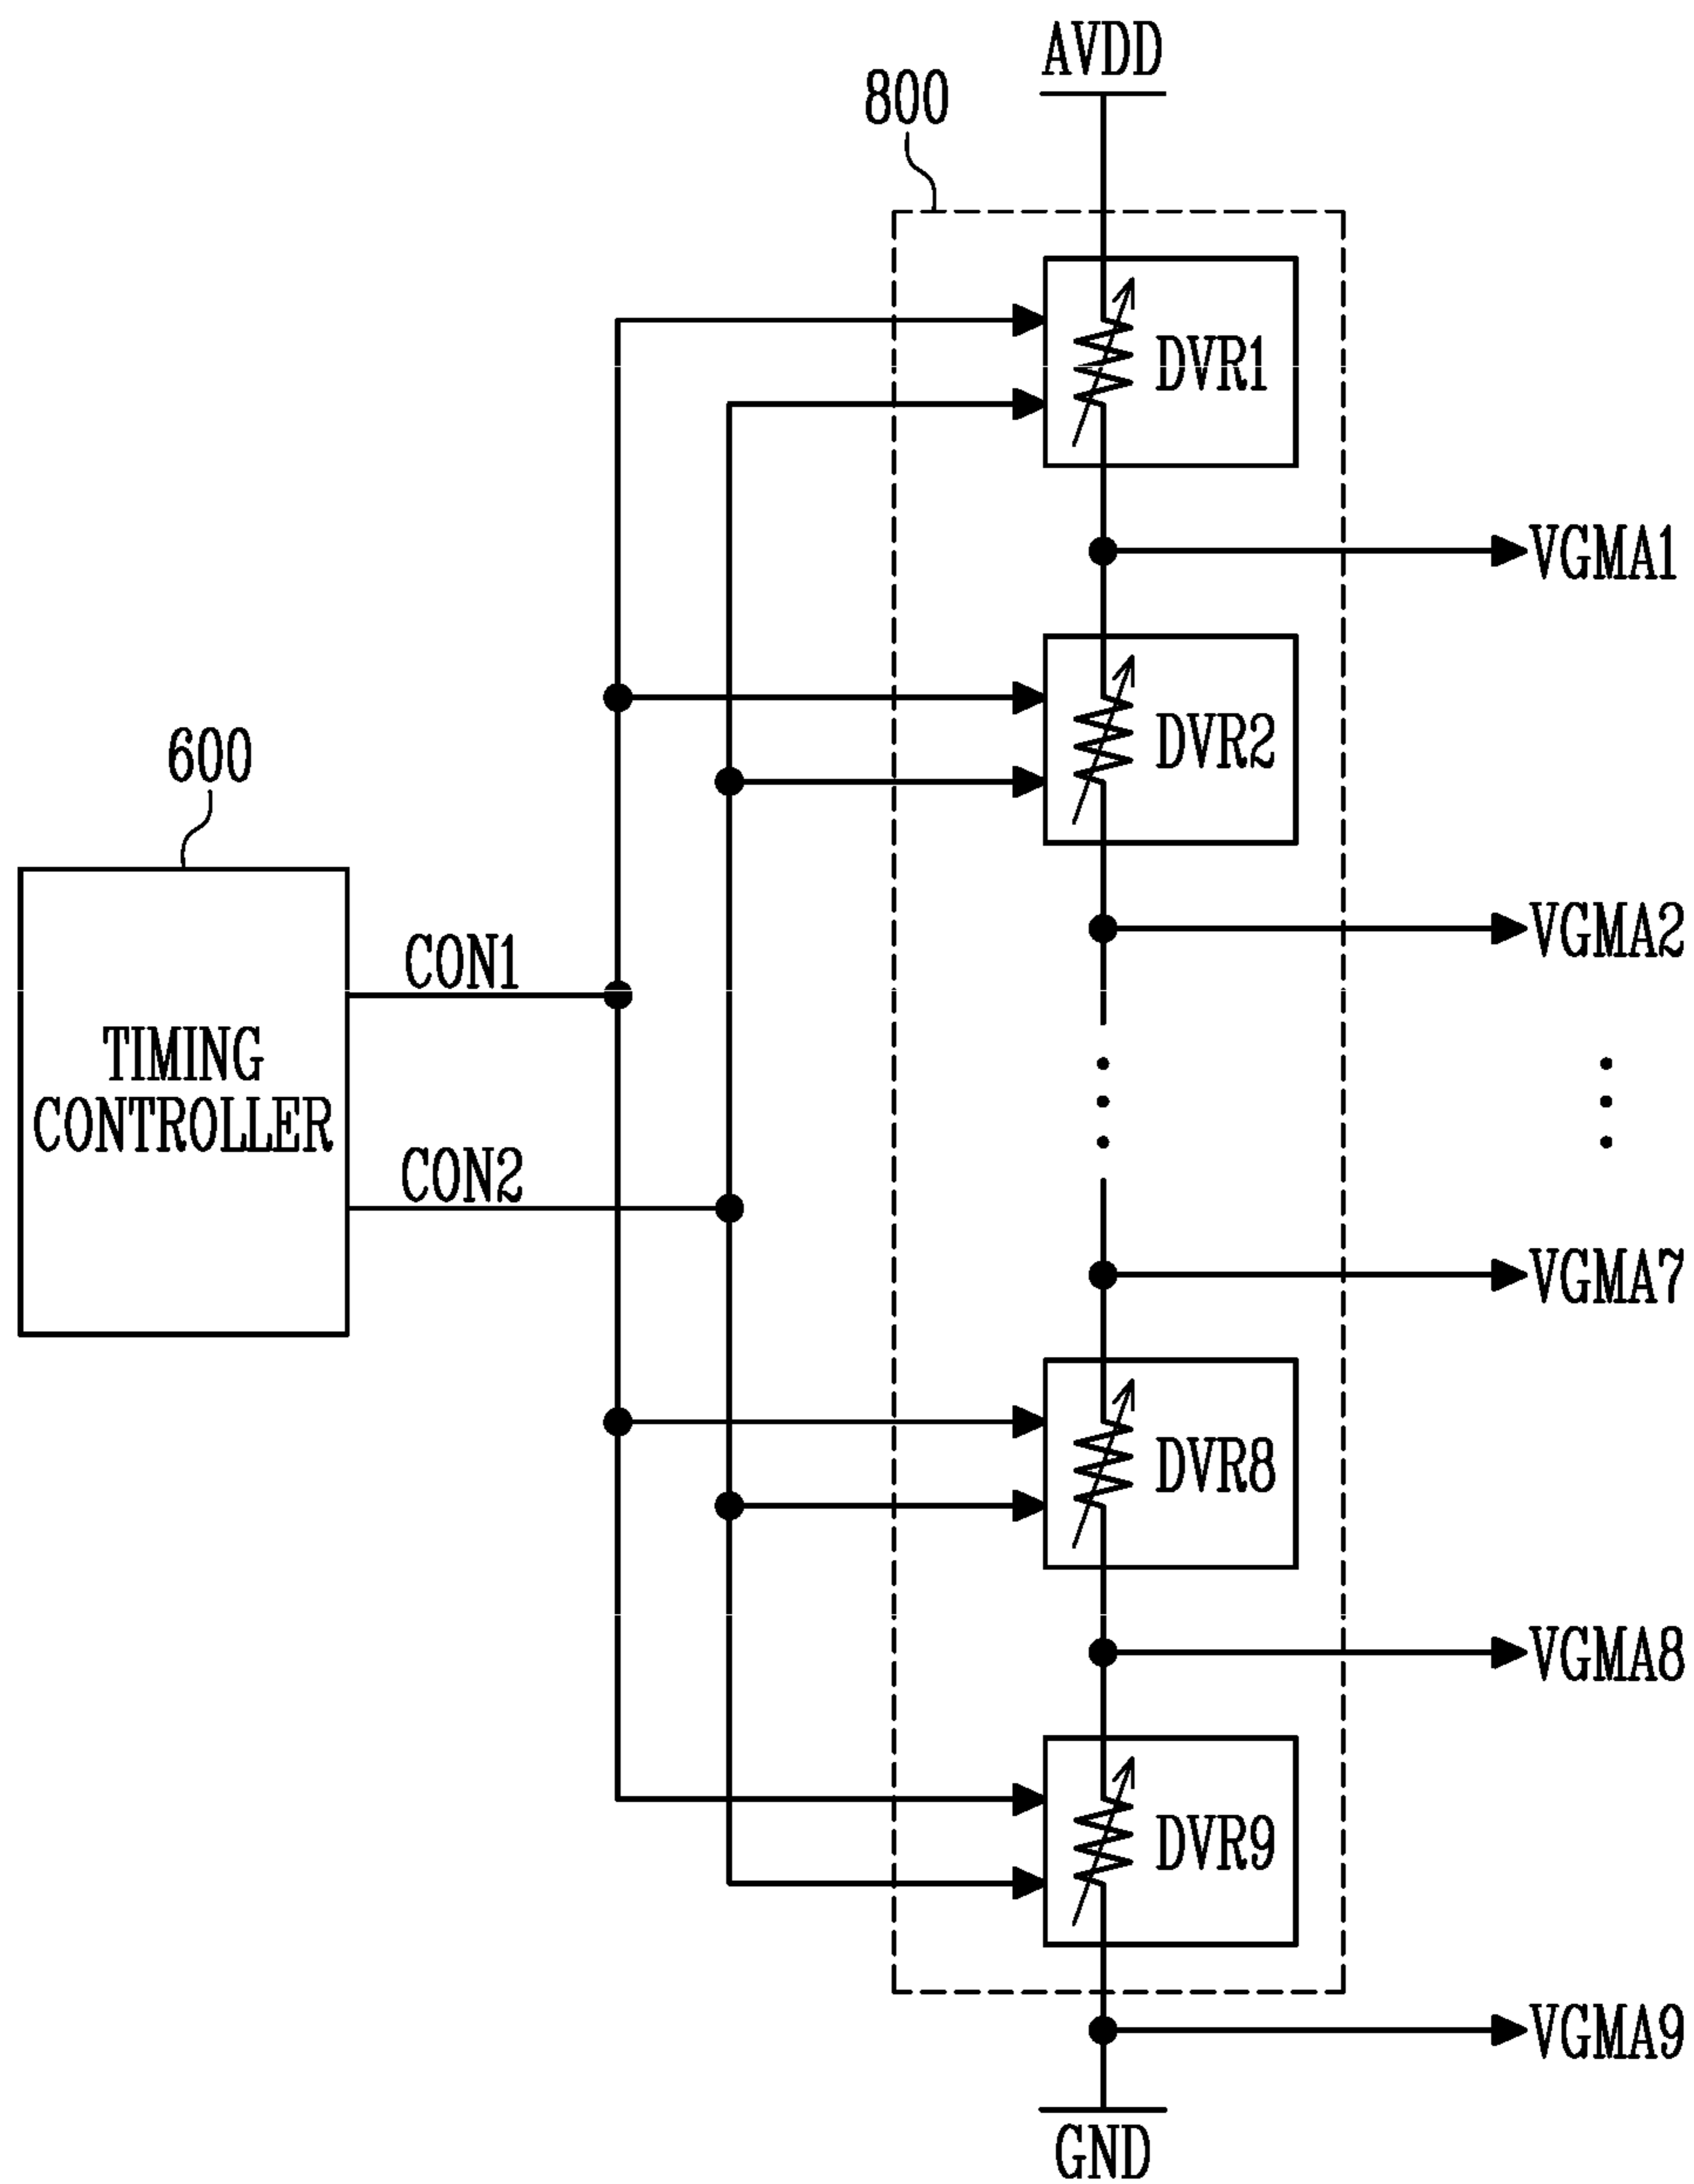 AVDD
800
DVR1
VGMA1
DVR2
600
VGMA2
CON1
TIMING
CONTROLLER
CON2
VGMA7
DVR8
VGMA8
DVR9
VGMA9
GND